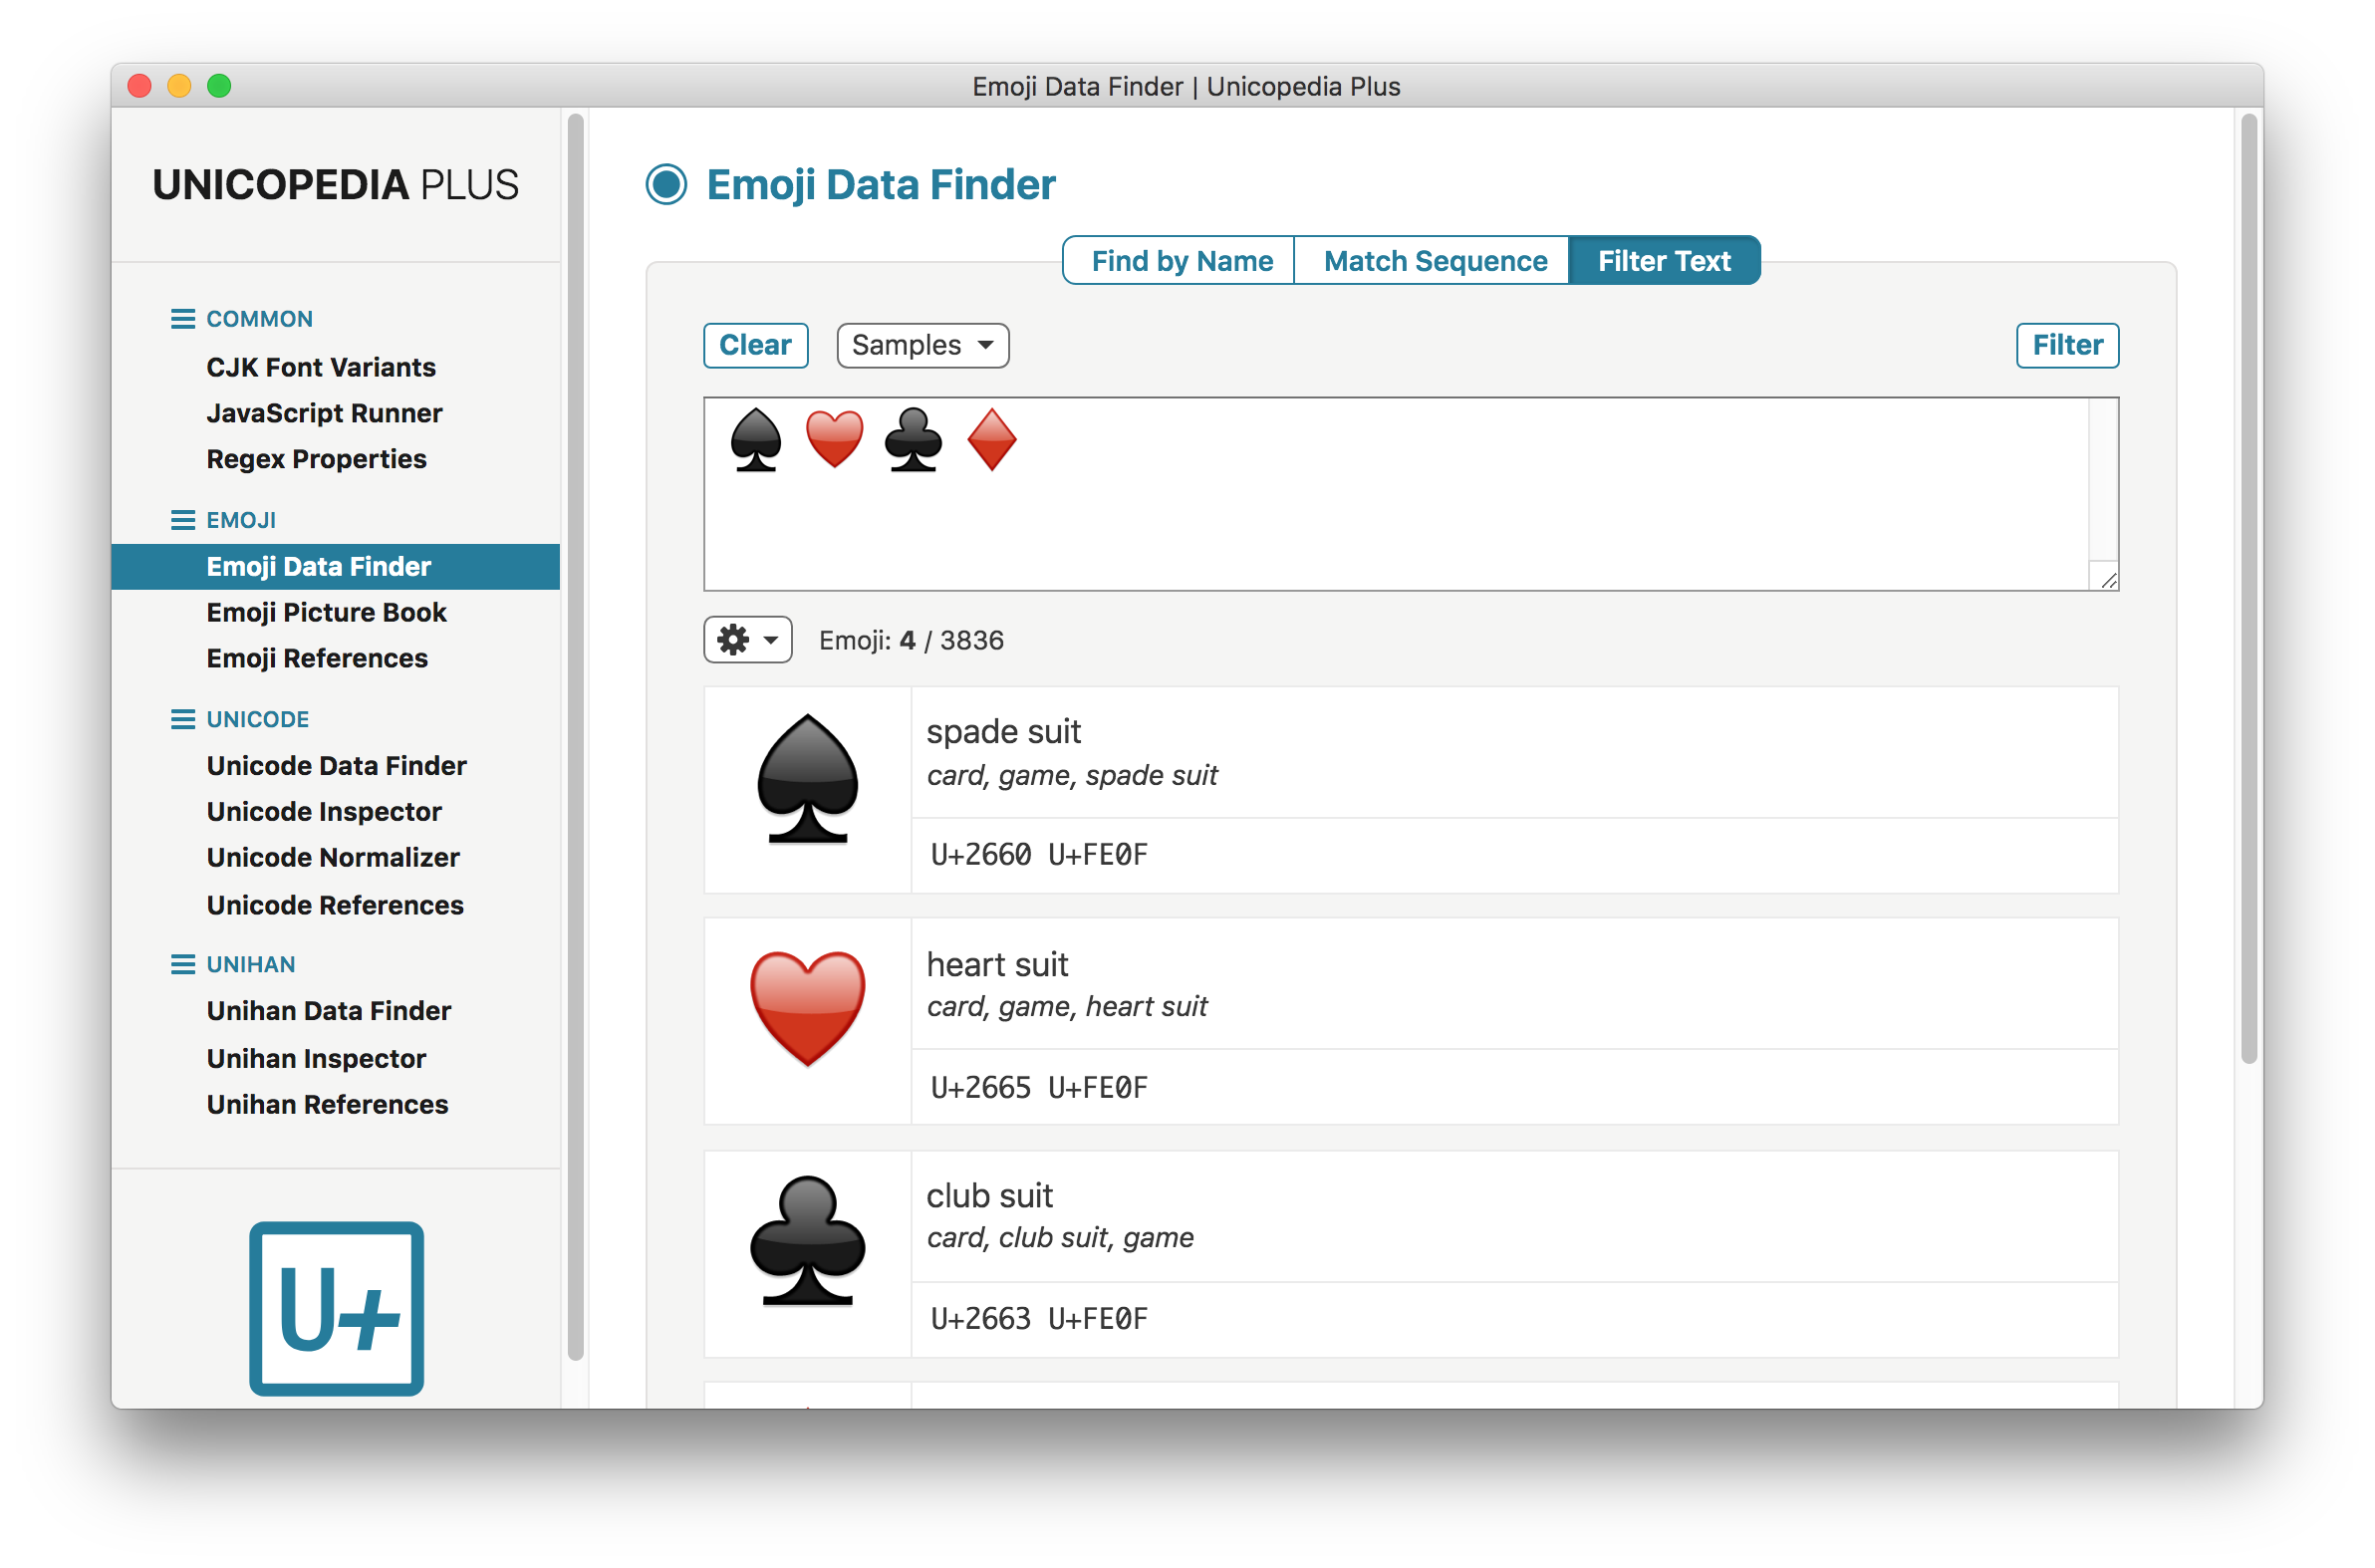 Emoji Data Finder | Unicopedia Plus
UNICOPEDIA PLUS
COMMON
CJK Font Variants
JavaScript Runner
Regex Properties
EMOJI
Emoji Data Finder
Emoji Picture Book
Emoji References
UNICODE
Unicode Data Finder
Unicode Inspector
Unicode Normalizer
Unicode References
UNIHAN
Unihan Data Finder
Unihan Inspector
Unihan References
U+
Emoji Data Finder
Find by Name Match Sequence Filter Text
Clear Samples Filter
♠️ ♥️ ♣️ ♦️
Emoji: 4 / 3836
spade suit
card, game, spade suit
U+2660 U+FE0F
heart suit
card, game, heart suit
U+2665 U+FE0F
club suit
card, club suit, game
U+2663 U+FE0F